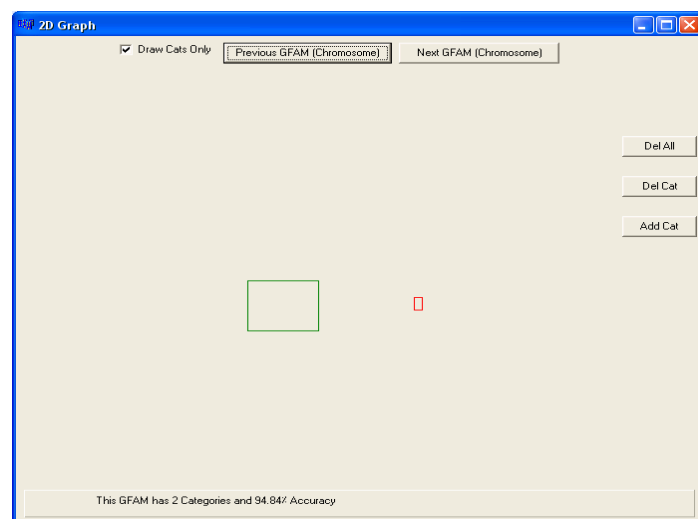 2D Graph
Draw Cats Only Previous GFAM (Chromosome) Next GFAM (Chromosome)
Del All
Del Cat
Add Cat
This GFAM has 2 Categories and 94.84% Accuracy